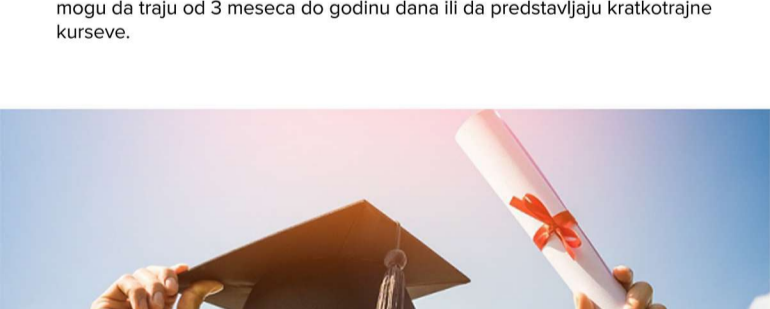 mogu da traju od 3 meseca do godinu dana ili da predstavljaju kratkotrajne
kurseve.